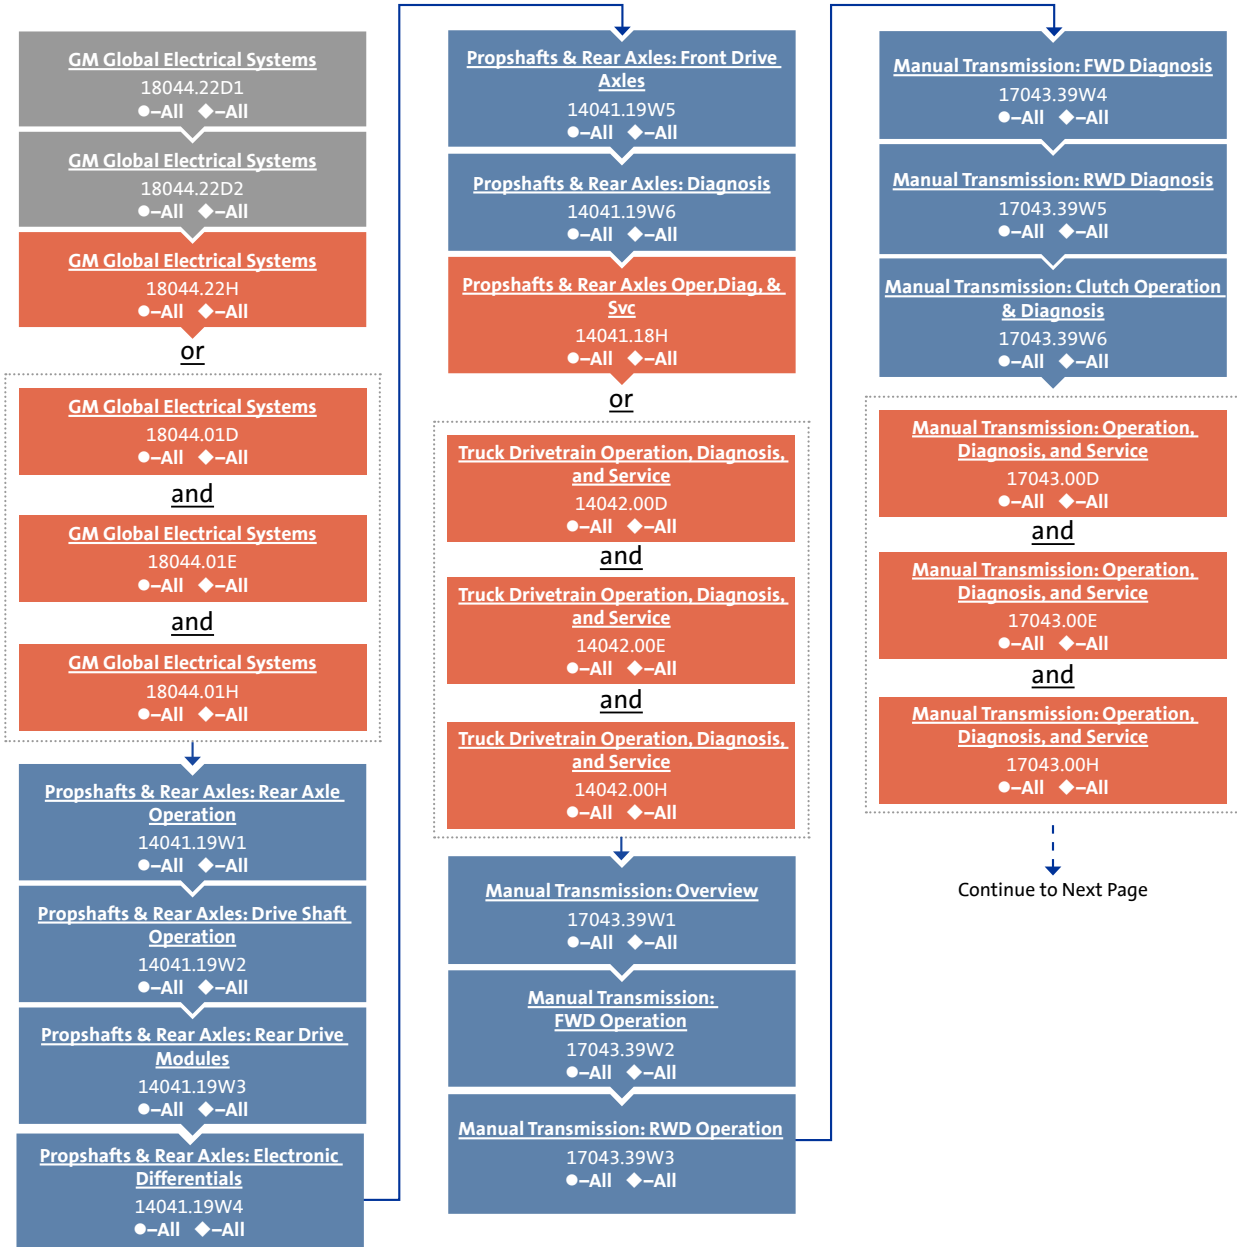 GM Global Electrical Systems
18044.22D1
●–All ◆–All
GM Global Electrical Systems
18044.22D2
●–All ◆–All
GM Global Electrical Systems
18044.22H
●–All ◆–All
or
GM Global Electrical Systems
18044.01D
●–All ◆–All
and
GM Global Electrical Systems
18044.01E
●–All ◆–All
and
GM Global Electrical Systems
18044.01H
●–All ◆–All
Propshafts & Rear Axles: Rear Axle
Operation
14041.19W1
●–All ◆–All
Propshafts & Rear Axles: Drive Shaft
Operation
14041.19W2
●–All ◆–All
Propshafts & Rear Axles: Rear Drive
Modules
14041.19W3
●–All ◆–All
Propshafts & Rear Axles: Electronic
Differentials
14041.19W4
●–All ◆–All
Propshafts & Rear Axles: Front Drive
Axles
14041.19W5
●–All ◆–All
Propshafts & Rear Axles: Diagnosis
14041.19W6
●–All ◆–All
Propshafts & Rear Axles Oper,Diag, &
Svc
14041.18H
●–All ◆–All
or
Truck Drivetrain Operation, Diagnosis,
and Service
14042.00D
●–All ◆–All
and
Truck Drivetrain Operation, Diagnosis,
and Service
14042.00E
●–All ◆–All
and
Truck Drivetrain Operation, Diagnosis,
and Service
14042.00H
●–All ◆–All
Manual Transmission: Overview
17043.39W1
●–All ◆–All
Manual Transmission:
FWD Operation
17043.39W2
●–All ◆–All
Manual Transmission: RWD Operation
17043.39W3
●–All ◆–All
Manual Transmission: FWD Diagnosis
17043.39W4
●–All ◆–All
Manual Transmission: RWD Diagnosis
17043.39W5
●–All ◆–All
Manual Transmission: Clutch Operation
& Diagnosis
17043.39W6
●–All ◆–All
Manual Transmission: Operation,
Diagnosis, and Service
17043.00D
●–All ◆–All
and
Manual Transmission: Operation,
Diagnosis, and Service
17043.00E
●–All ◆–All
and
Manual Transmission: Operation,
Diagnosis, and Service
17043.00H
●–All ◆–All
Continue to Next Page